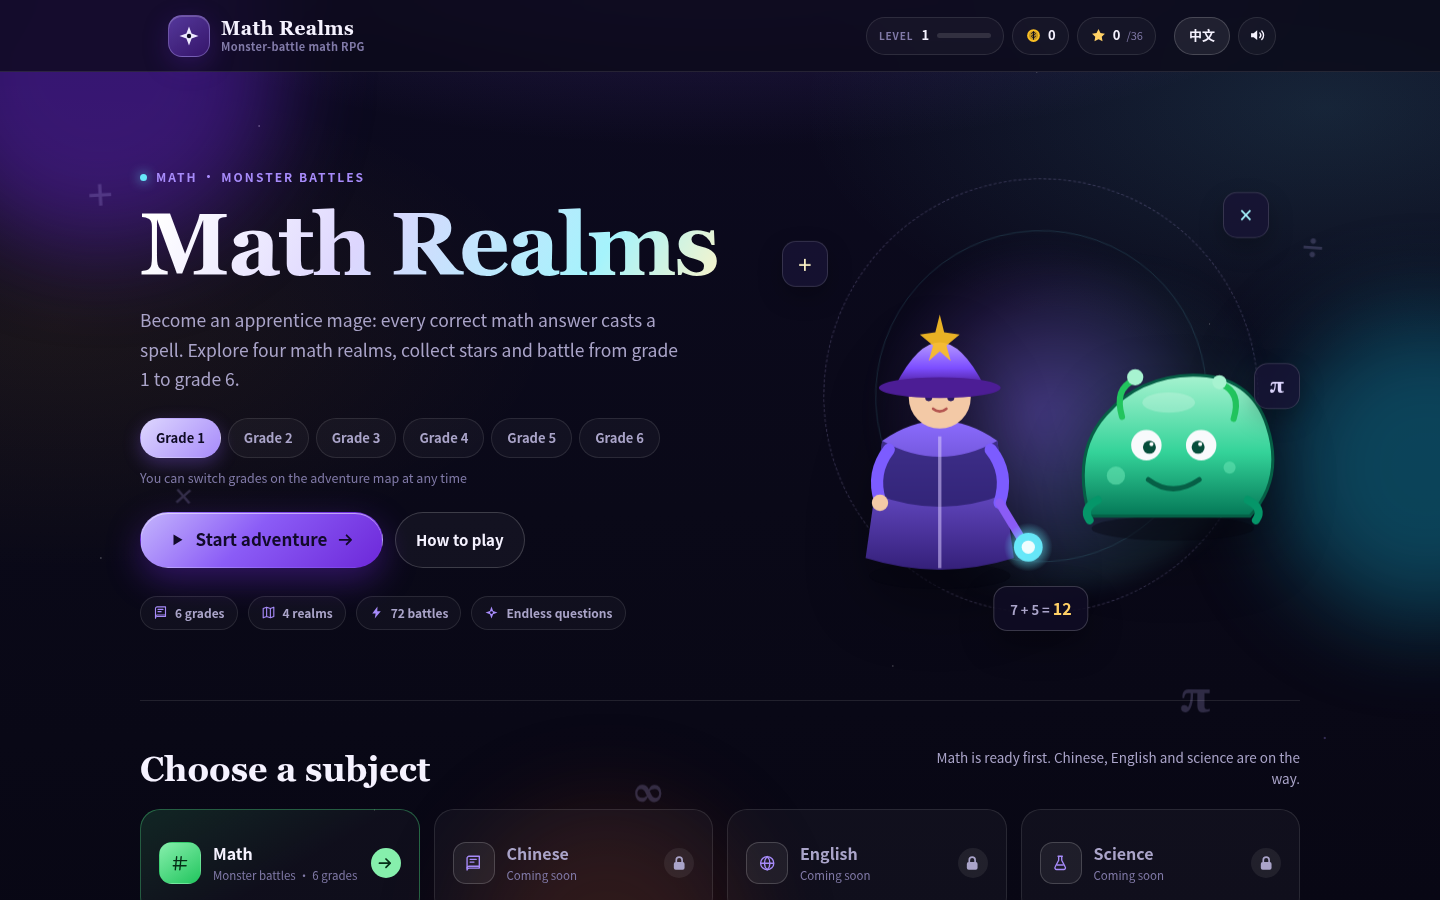 Math Realms
Monster-battle math RPG
LEVEL 1
0
0 /36
中文
MATH • MONSTER BATTLES
Math Realms
Become an apprentice mage: every correct math answer casts a
spell. Explore four math realms, collect stars and battle from grade
1 to grade 6.
Grade 1
Grade 2
Grade 3
Grade 4
Grade 5
Grade 6
You can switch grades on the adventure map at any time
Start adventure
How to play
6 grades
4 realms
72 battles
Endless questions
+
×
π
7 + 5 = 12
+
÷
×
π
∞
Choose a subject
Math is ready first. Chinese, English and science are on the
way.
Math
Monster battles • 6 grades
Chinese
Coming soon
English
Coming soon
Science
Coming soon